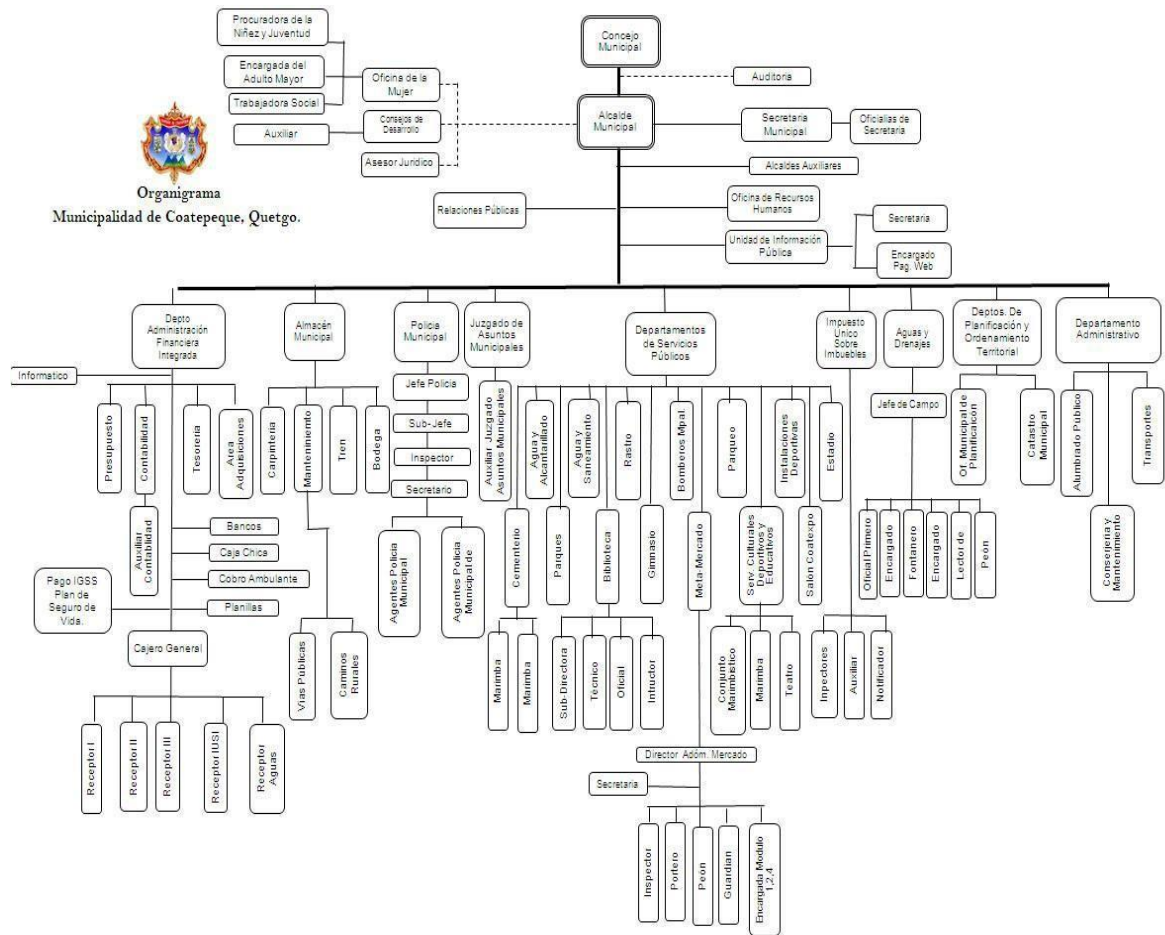 Procuradora de la
Niñez y Juventud
Encargada del
Adulto Mayor
Trabajadora Social
Oficina de la
Mujer
Consejos de
Desarrollo
Auxiliar
Asesor Juridico
Concejo
Municipal
Auditoria
Alcalde
Municipal
Secretaria
Municipal
Oficialias de
Secretaria
Alcaldes Auxiliares
Relaciones Públicas
Oficina de Recursos
Humanos
Unidad de Información
Pública
Secretaria
Encargado
Pag. Web
Organigrama
Municipalidad de Coatepeque, Quetgo.
Depto
Administración
Financiera
Integrada
Almacén
Municipal
Policia
Municipal
Juzgado de
Asuntos
Municipales
Departamentos
de Servicios
Públicos
Impuesto
Unico
Sobre
Imbuebles
Aguas y
Drenajes
Deptos. De
Planificación y
Ordenamiento
Territorial
Departamento
Administrativo
Informatico
Presupuesto
Contabilidad
Tesorería
Area
Adquisiciones
Auxiliar
Contablidad
Bancos
Caja Chica
Cobro Ambulante
Planillas
Pago IGSS
Plan de
Seguro de
Vida.
Cajero General
Receptor I
Receptor II
Receptor III
Receptor IUSI
Receptor
Aguas
Carpintería
Mantenimiemto
Tren
Bodega
Vias Públicas
Caminos
Rurales
Jefe Policia
Sub-Jefe
Inspector
Secretario
Agentes Policia
Municipal
Agentes Policia
Municipal de
Auxiliar Juzgado
Asuntos Municipales
Agua y
Alcantarillado
Agua y
Saneamiento
Rastro
Bomberos Mpal.
Parqueo
Instalaciones
Deportivas
Estadio
Cementerio
Parques
Biblioteca
Gimnasio
Meta-Mercado
Serv. Culturales
Deportivos y
Educativos
Salón Coatexpo
Marimba
Marimba
Sub-Directora
Técnico
Oficial
Intructor
Conjunto
Marimbistico
Marimba
Teatro
Director Adóm. Mercado
Secretaria
Inspector
Portero
Peón
Guardian
Encargada Modulo
1,2,4
Inpectores
Auxiliar
Notificador
Jefe de Campo
Oficial Primero
Encargado
Fontanero
Encargado
Lector de
Peón
Of. Municipal de
Planificación
Catastro
Municipal
Alumbrado Público
Transportes
Conserjeria y
Mantenimiento